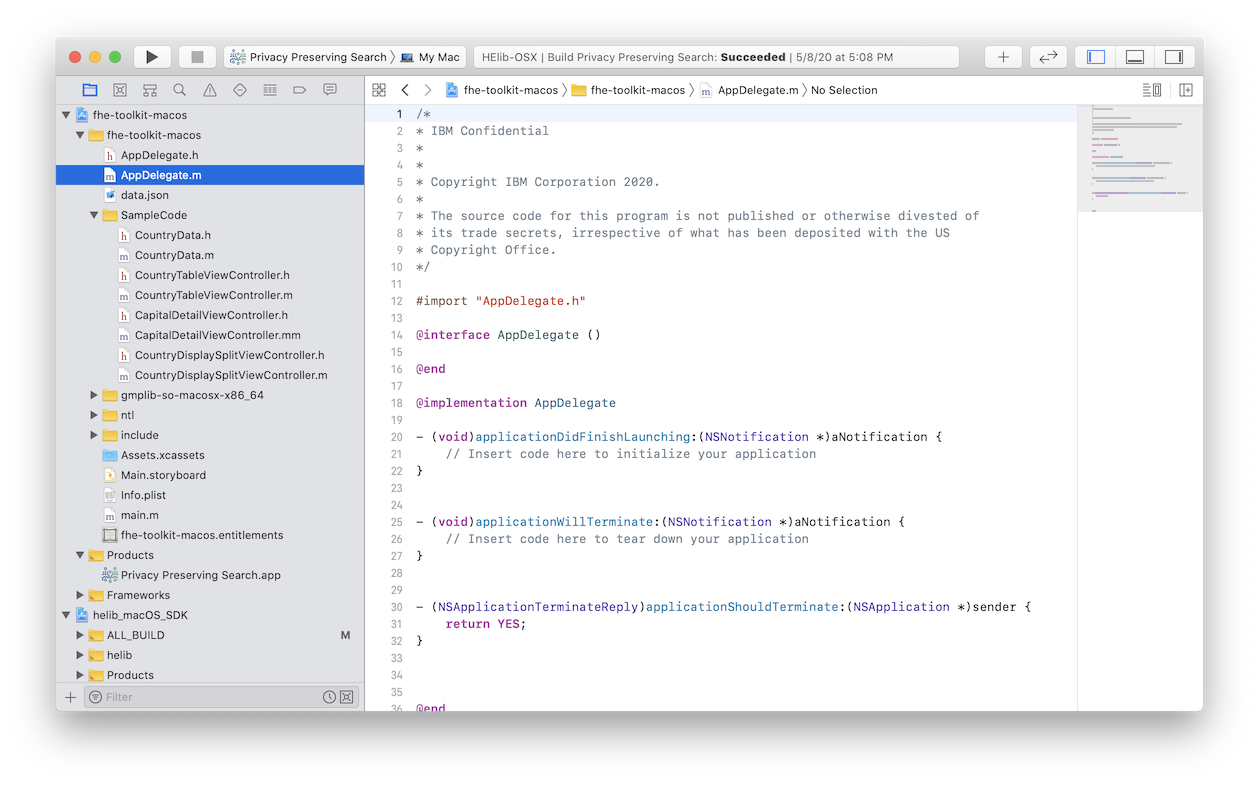 Privacy Preserving Search 〉 My Mac
HElib-OSX | Build Privacy Preserving Search: Succeeded | 5/8/20 at 5:08 PM
fhe-toolkit-macos 〉 fhe-toolkit-macos 〉 m AppDelegate.m 〉 No Selection
fhe-toolkit-macos
fhe-toolkit-macos
h AppDelegate.h
m AppDelegate.m
data.json
SampleCode
h CountryData.h
m CountryData.m
h CountryTableViewController.h
m CountryTableViewController.m
h CapitalDetailViewController.h
m CapitalDetailViewController.mm
h CountryDisplaySplitViewController.h
m CountryDisplaySplitViewController.m
gmplib-so-macosx-x86_64
ntl
include
Assets.xcassets
Main.storyboard
Info.plist
m main.m
fhe-toolkit-macos.entitlements
Products
Privacy Preserving Search.app
Frameworks
helib_macOS_SDK
ALL_BUILD M
helib
Products
Filter
1 /*
2 * IBM Confidential
3 *
4 *
5 * Copyright IBM Corporation 2020.
6 *
7 * The source code for this program is not published or otherwise divested of
8 * its trade secrets, irrespective of what has been deposited with the US
9 * Copyright Office.
10 */
11
12 #import "AppDelegate.h"
13
14 @interface AppDelegate ()
15
16 @end
17
18 @implementation AppDelegate
19
20 - (void)applicationDidFinishLaunching:(NSNotification *)aNotification {
21     // Insert code here to initialize your application
22 }
23
24
25 - (void)applicationWillTerminate:(NSNotification *)aNotification {
26     // Insert code here to tear down your application
27 }
28
29
30 - (NSApplicationTerminateReply)applicationShouldTerminate:(NSApplication *)sender {
31     return YES;
32 }
33
34
35
36 @end